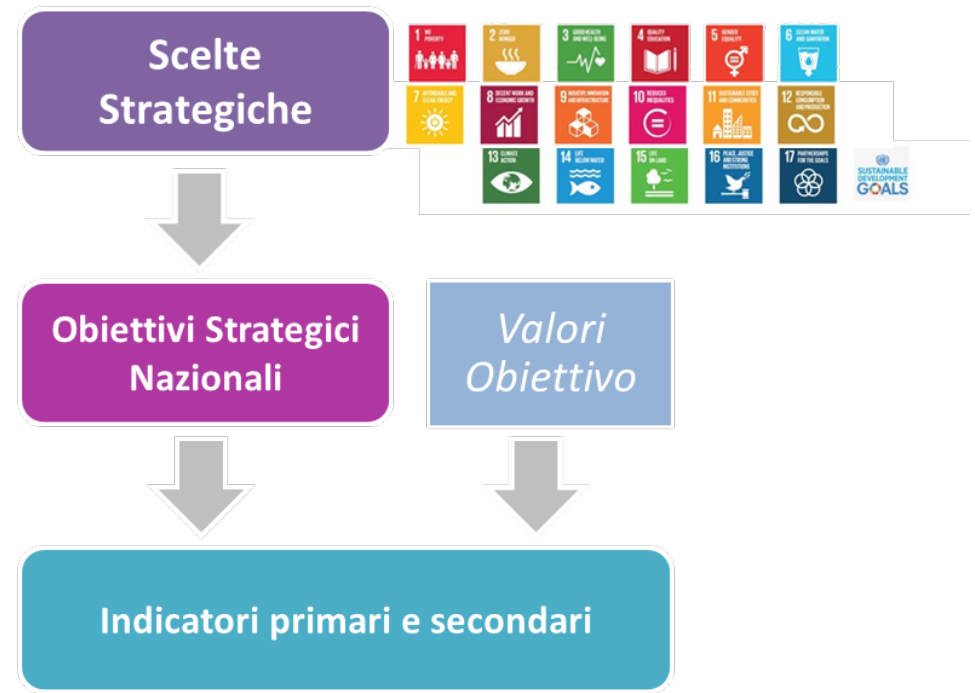 Scelte
Strategiche
1 NO
POVERTY
2 ZERO
HUNGER
3 GOOD HEALTH
AND WELL-BEING
4 QUALITY
EDUCATION
5 GENDER
EQUALITY
6 CLEAN WATER
AND SANITATION
7 AFFORDABLE AND
CLEAN ENERGY
8 DECENT WORK AND
ECONOMIC GROWTH
9 INDUSTRY, INNOVATION
AND INFRASTRUCTURE
10 REDUCED
INEQUALITIES
11 SUSTAINABLE CITIES
AND COMMUNITIES
12 RESPONSIBLE
CONSUMPTION
AND PRODUCTION
13 CLIMATE
ACTION
14 LIFE
BELOW WATER
15 LIFE
ON LAND
16 PEACE, JUSTICE
AND STRONG
INSTITUTIONS
17 PARTNERSHIPS
FOR THE GOALS
SUSTAINABLE
DEVELOPMENT
GOALS
Obiettivi Strategici
Nazionali
Valori
Obiettivo
Indicatori primari e secondari